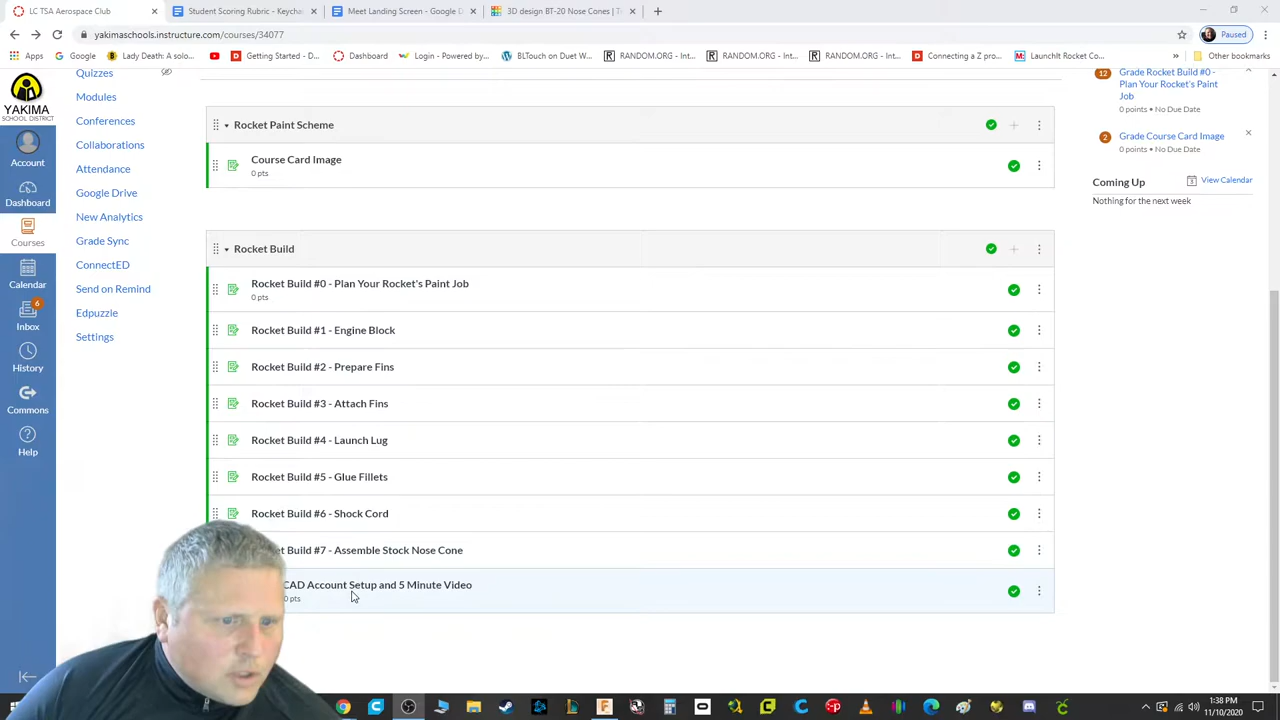 LC TSA Aerospace Club
Student Scoring Rubric - Keycha
Meet Landing Screen - Google D
3D design BT-20 Nose Cones | Ti
yakimaschools.instructure.com/courses/34077
Paused
Apps
Google
Lady Death: A usef...
Getting Started - D...
Dashboard
Login - Powered by...
BLTouch on Duet W...
RANDOM.ORG - Int...
RANDOM.ORG - Int...
RANDOM.ORG - Int...
Connecting a Z pro...
LaunchIt Rocket Co...
Other bookmarks
YAKIMA
SCHOOL DISTRICT
Account
Dashboard
Courses
Calendar
6
Inbox
History
Commons
Help
Quizzes
Modules
Conferences
Collaborations
Attendance
Google Drive
New Analytics
Grade Sync
ConnectED
Send on Remind
Edpuzzle
Settings
Rocket Paint Scheme
Course Card Image
0 pts
Rocket Build
Rocket Build #0 - Plan Your Rocket's Paint Job
0 pts
Rocket Build #1 - Engine Block
Rocket Build #2 - Prepare Fins
Rocket Build #3 - Attach Fins
Rocket Build #4 - Launch Lug
Rocket Build #5 - Glue Fillets
Rocket Build #6 - Shock Cord
et Build #7 - Assemble Stock Nose Cone
CAD Account Setup and 5 Minute Video
0 pts
12
Grade Rocket Build #0 -
Plan Your Rocket's Paint
Job
0 points • No Due Date
2
Grade Course Card Image
0 points • No Due Date
Coming Up
View Calendar
Nothing for the next week
1:38 PM
11/10/2020